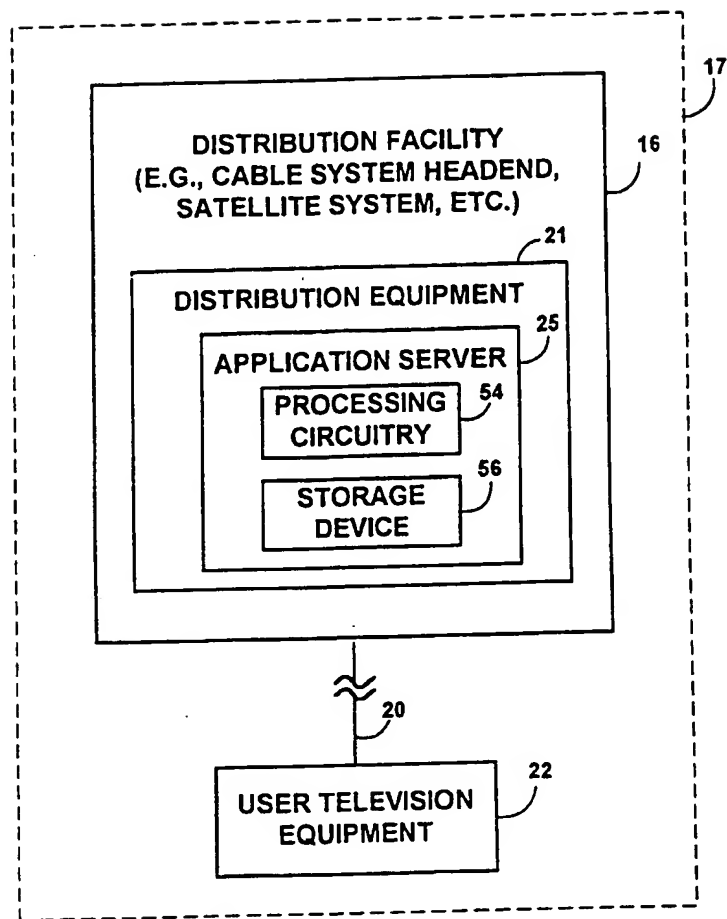 17
16
DISTRIBUTION FACILITY
(E.G., CABLE SYSTEM HEADEND,
SATELLITE SYSTEM, ETC.)
21
DISTRIBUTION EQUIPMENT
25
APPLICATION SERVER
PROCESSING
CIRCUITRY
54
STORAGE
DEVICE
56
20
USER TELEVISION
EQUIPMENT
22